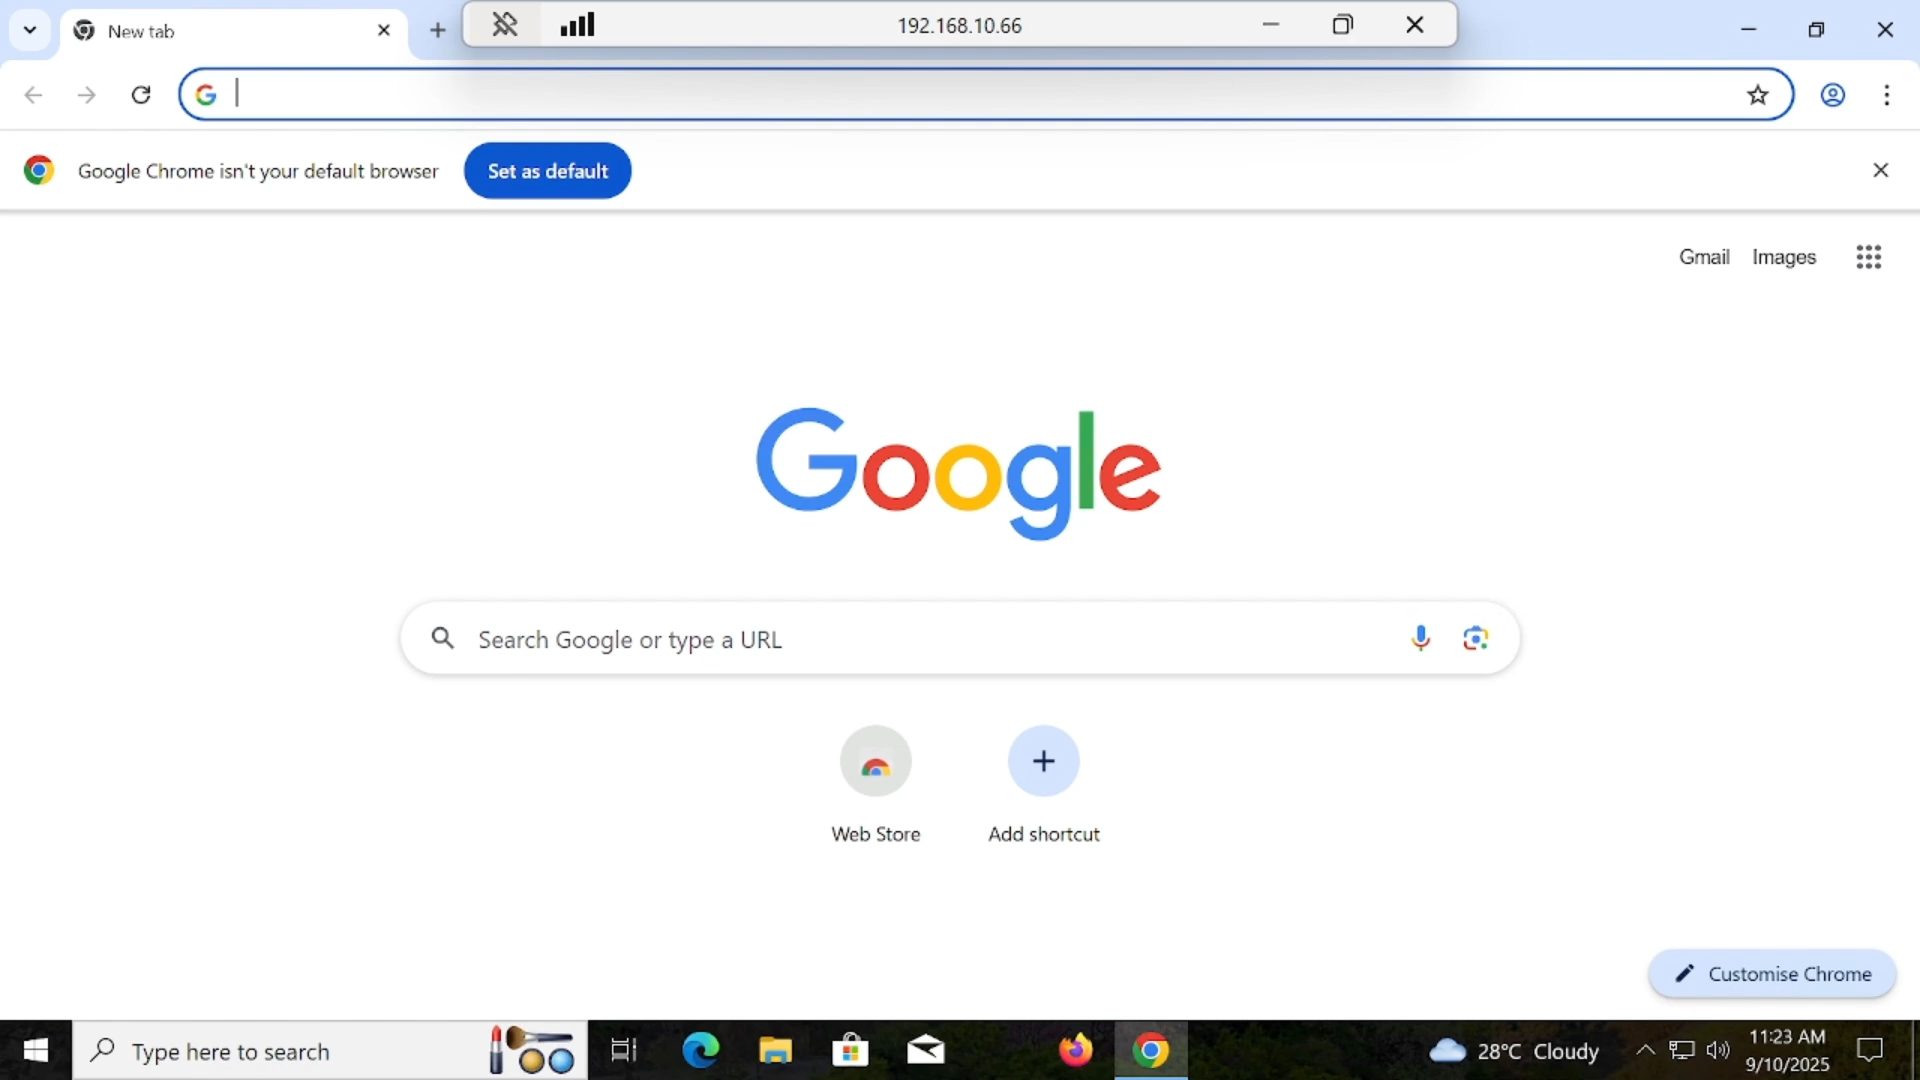 New tab
192.168.10.66
Google Chrome isn't your default browser
Set as default
Gmail Images
Google
Search Google or type a URL
Web Store
Add shortcut
Customise Chrome
Type here to search
28°C Cloudy
11:23 AM
9/10/2025